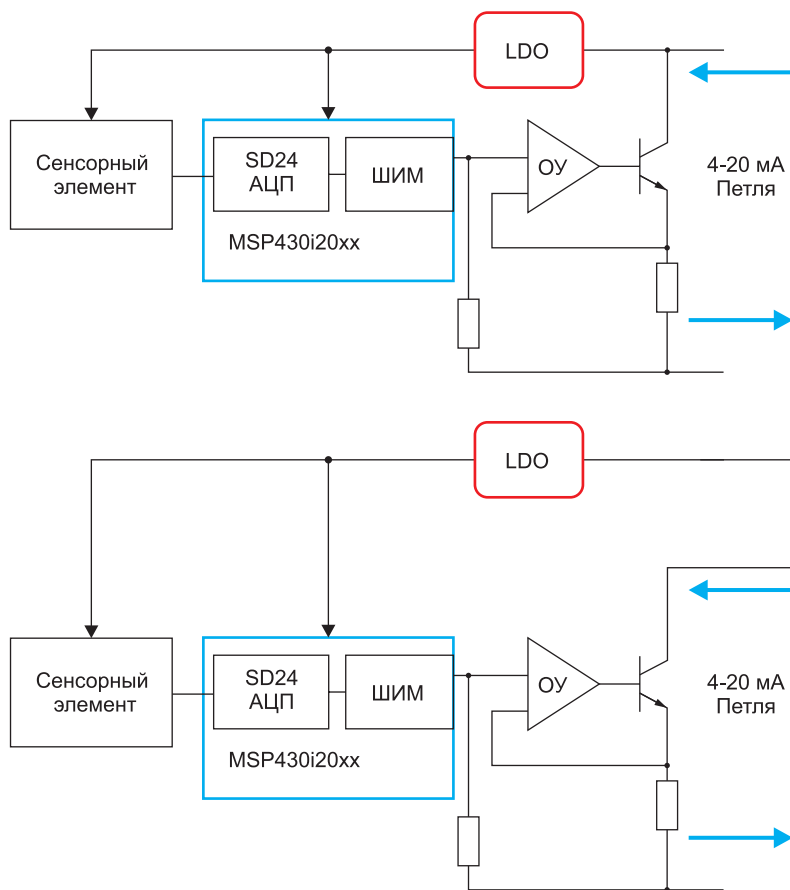 LDO
Сенсорный
элемент
SD24
АЦП
ШИМ
MSP430i20xx
ОУ
4-20 мА
Петля
LDO
Сенсорный
элемент
SD24
АЦП
ШИМ
MSP430i20xx
ОУ
4-20 мА
Петля